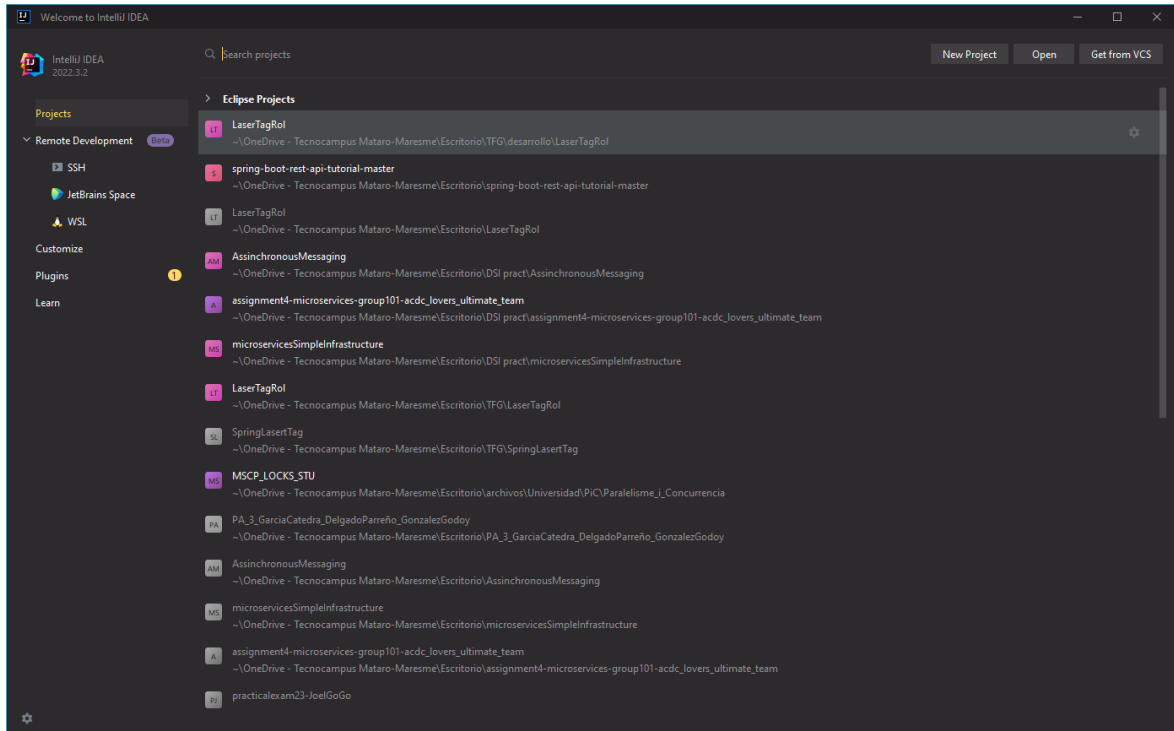 Welcome to IntelliJ IDEA
IntelliJ IDEA
2022.3.2
Search projects
New Project
Open
Get from VCS
Projects
Remote Development
Beta
SSH
JetBrains Space
WSL
Customize
Plugins
1
Learn
Eclipse Projects
LT
LaserTagRol
~\OneDrive - Tecnocampus Mataro-Maresme\Escritorio\TFG\desarrollo\LaserTagRol
S
spring-boot-rest-api-tutorial-master
~\OneDrive - Tecnocampus Mataro-Maresme\Escritorio\spring-boot-rest-api-tutorial-master
LT
LaserTagRol
~\OneDrive - Tecnocampus Mataro-Maresme\Escritorio\LaserTagRol
AM
AssinchronousMessaging
~\OneDrive - Tecnocampus Mataro-Maresme\Escritorio\DSI pract\AssinchronousMessaging
A
assignment4-microservices-group101-acdc_lovers_ultimate_team
~\OneDrive - Tecnocampus Mataro-Maresme\Escritorio\DSI pract\assignment4-microservices-group101-acdc_lovers_ultimate_team
MS
microservicesSimpleInfrastructure
~\OneDrive - Tecnocampus Mataro-Maresme\Escritorio\DSI pract\microservicesSimpleInfrastructure
LT
LaserTagRol
~\OneDrive - Tecnocampus Mataro-Maresme\Escritorio\TFG\LaserTagRol
SL
SpringLasertTag
~\OneDrive - Tecnocampus Mataro-Maresme\Escritorio\TFG\SpringLasertTag
MS
MSCP_LOCKS_STU
~\OneDrive - Tecnocampus Mataro-Maresme\Escritorio\archivos\Universidad\PiC\Paralelisme_i_Concurrencia
PA
PA_3_GarciaCatedra_DelgadoParreño_GonzalezGodoy
~\OneDrive - Tecnocampus Mataro-Maresme\Escritorio\PA_3_GarciaCatedra_DelgadoParreño_GonzalezGodoy
AM
AssinchronousMessaging
~\OneDrive - Tecnocampus Mataro-Maresme\Escritorio\AssinchronousMessaging
MS
microservicesSimpleInfrastructure
~\OneDrive - Tecnocampus Mataro-Maresme\Escritorio\microservicesSimpleInfrastructure
A
assignment4-microservices-group101-acdc_lovers_ultimate_team
~\OneDrive - Tecnocampus Mataro-Maresme\Escritorio\assignment4-microservices-group101-acdc_lovers_ultimate_team
PJ
practicalexam23-JoelGoGo